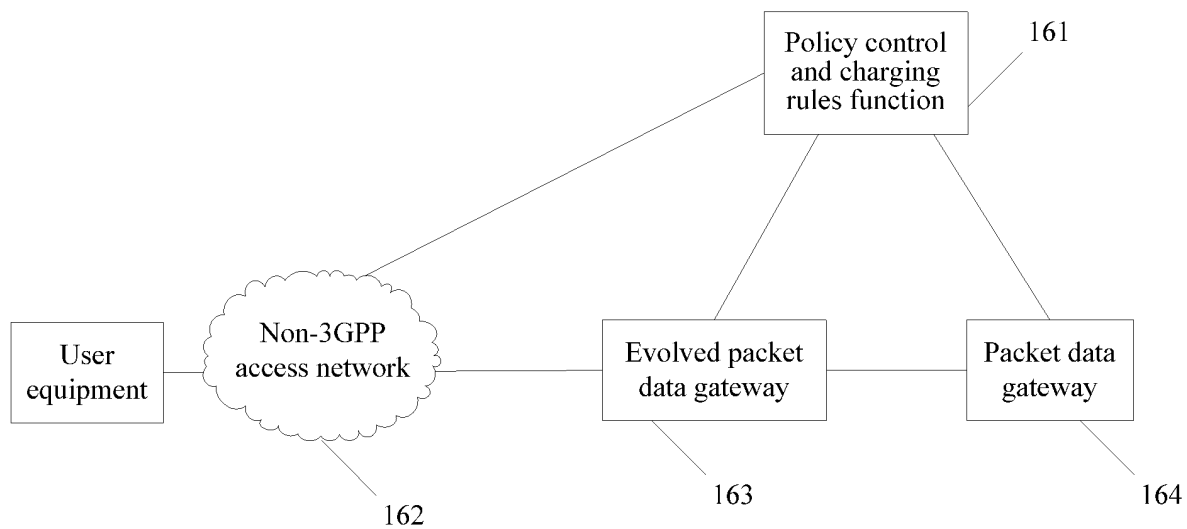 Policy control
and charging
rules function
161
User
equipment
Non-3GPP
access network
Evolved packet
data gateway
Packet data
gateway
162
163
164